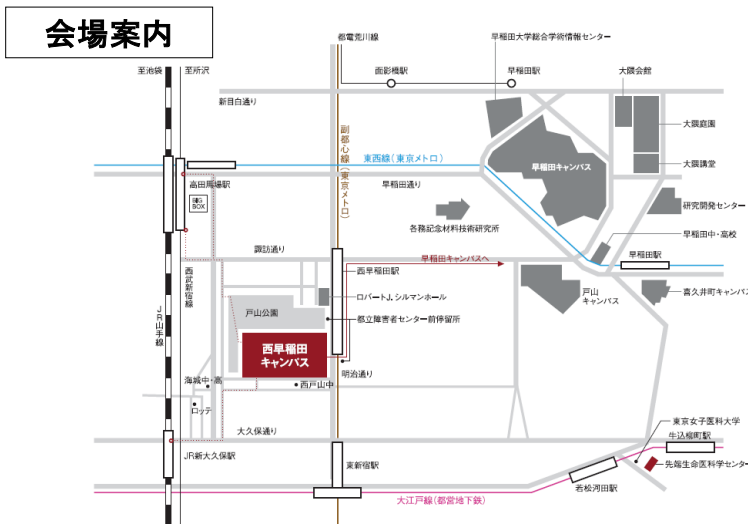 会場案内
都電荒川線
早稲田大学総合学術情報センター
至池袋
至所沢
面影橋駅
早稲田駅
大隈会館
新目白通り
大隈庭園
副都心線(東京メトロ)
東西線(東京メトロ)
早稲田キャンパス
大隈講堂
高田馬場駅
早稲田通り
BIG
BOX
研究開発センター
各務記念材料技術研究所
早稲田中・高校
諏訪通り
早稲田キャンパスへ
早稲田駅
西武新宿線
西早稲田駅
戸山
キャンパス
喜久井町キャンパス
ロバートJ.シルマンホール
JR山手線
戸山公園
都立障害者センター前停留所
西早稲田
キャンパス
明治通り
海城中・高
西戸山中
ロッテ
大久保通り
東京女子医科大学
牛込柳町駅
JR新大久保駅
東新宿駅
先端生命医科学センター
若松河田駅
大江戸線(都営地下鉄)